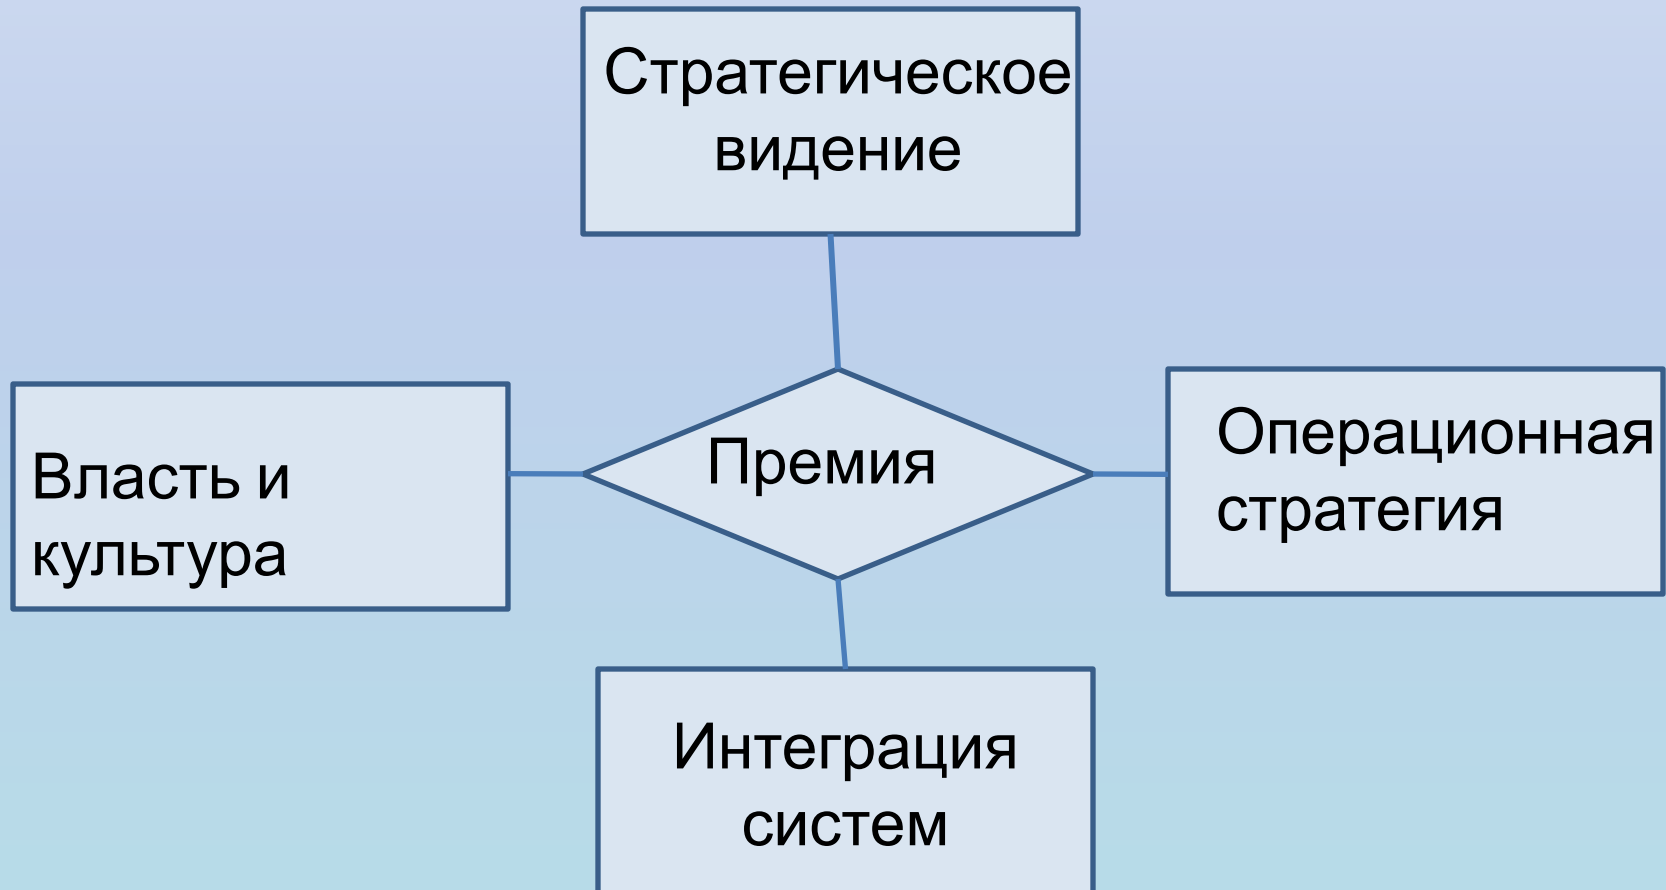 Стратегическое
видение
Власть и
культура
Премия
Операционная
стратегия
Интеграция
систем